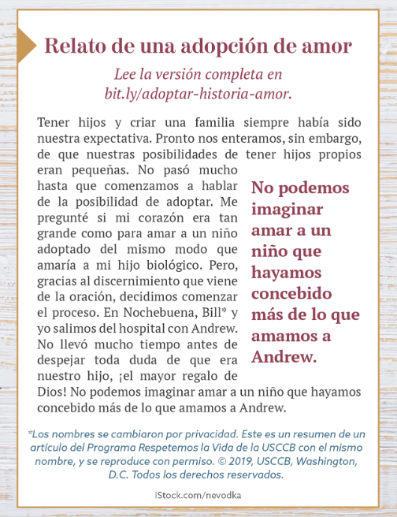 Relato de una adopción de amor
Lee la versión completa en
bit.ly/adoptar-historia-amor.
Tener hijos y criar una familia siempre había sido
nuestra expectativa. Pronto nos enteramos, sin embargo,
de que nuestras posibilidades de tener hijos propios
eran pequeñas. No pasó mucho
hasta que comenzamos a hablar
de la posibilidad de adoptar. Me
pregunté si mi corazón era tan
grande como para amar a un niño
adoptado del mismo modo que
amaría a mi hijo biológico. Pero,
gracias al discernimiento que viene
de la oración, decidimos comenzar
el proceso. En Nochebuena, Bill* y
yo salimos del hospital con Andrew.
No llevó mucho tiempo antes de
despejar toda duda de que era
nuestro hijo, ¡el mayor regalo de
Dios! No podemos imaginar amar a un niño que hayamos
concebido más de lo que amamos a Andrew.
No podemos
imaginar
amar a un
niño que
hayamos
concebido
más de lo que
amamos a
Andrew.
*Los nombres se cambiaron por privacidad. Este es un resumen de un
artículo del Programa Respetemos la Vida de la USCCB con el mismo
nombre, y se reproduce con permiso. © 2019, USCCB, Washington,
D.C. Todos los derechos reservados.
iStock.com/nevodka